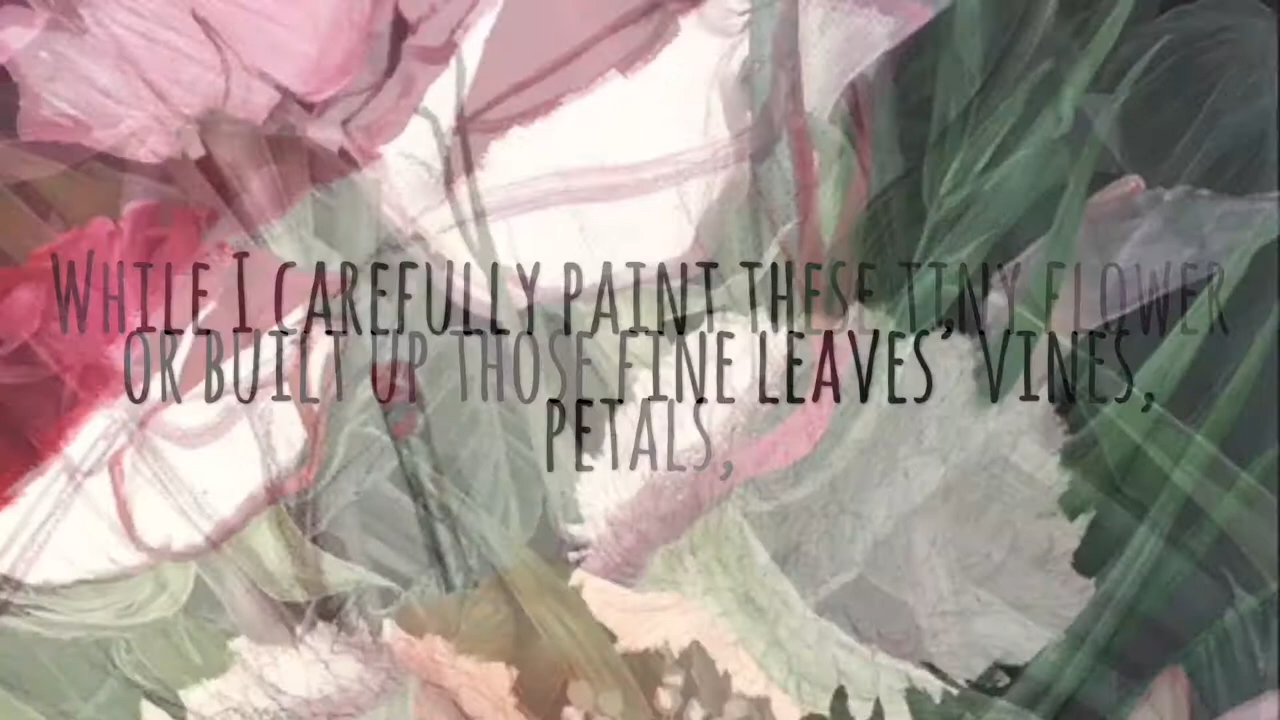 While I carefully paint these tiny flower
or built up those fine leaves’ vines,
petals,